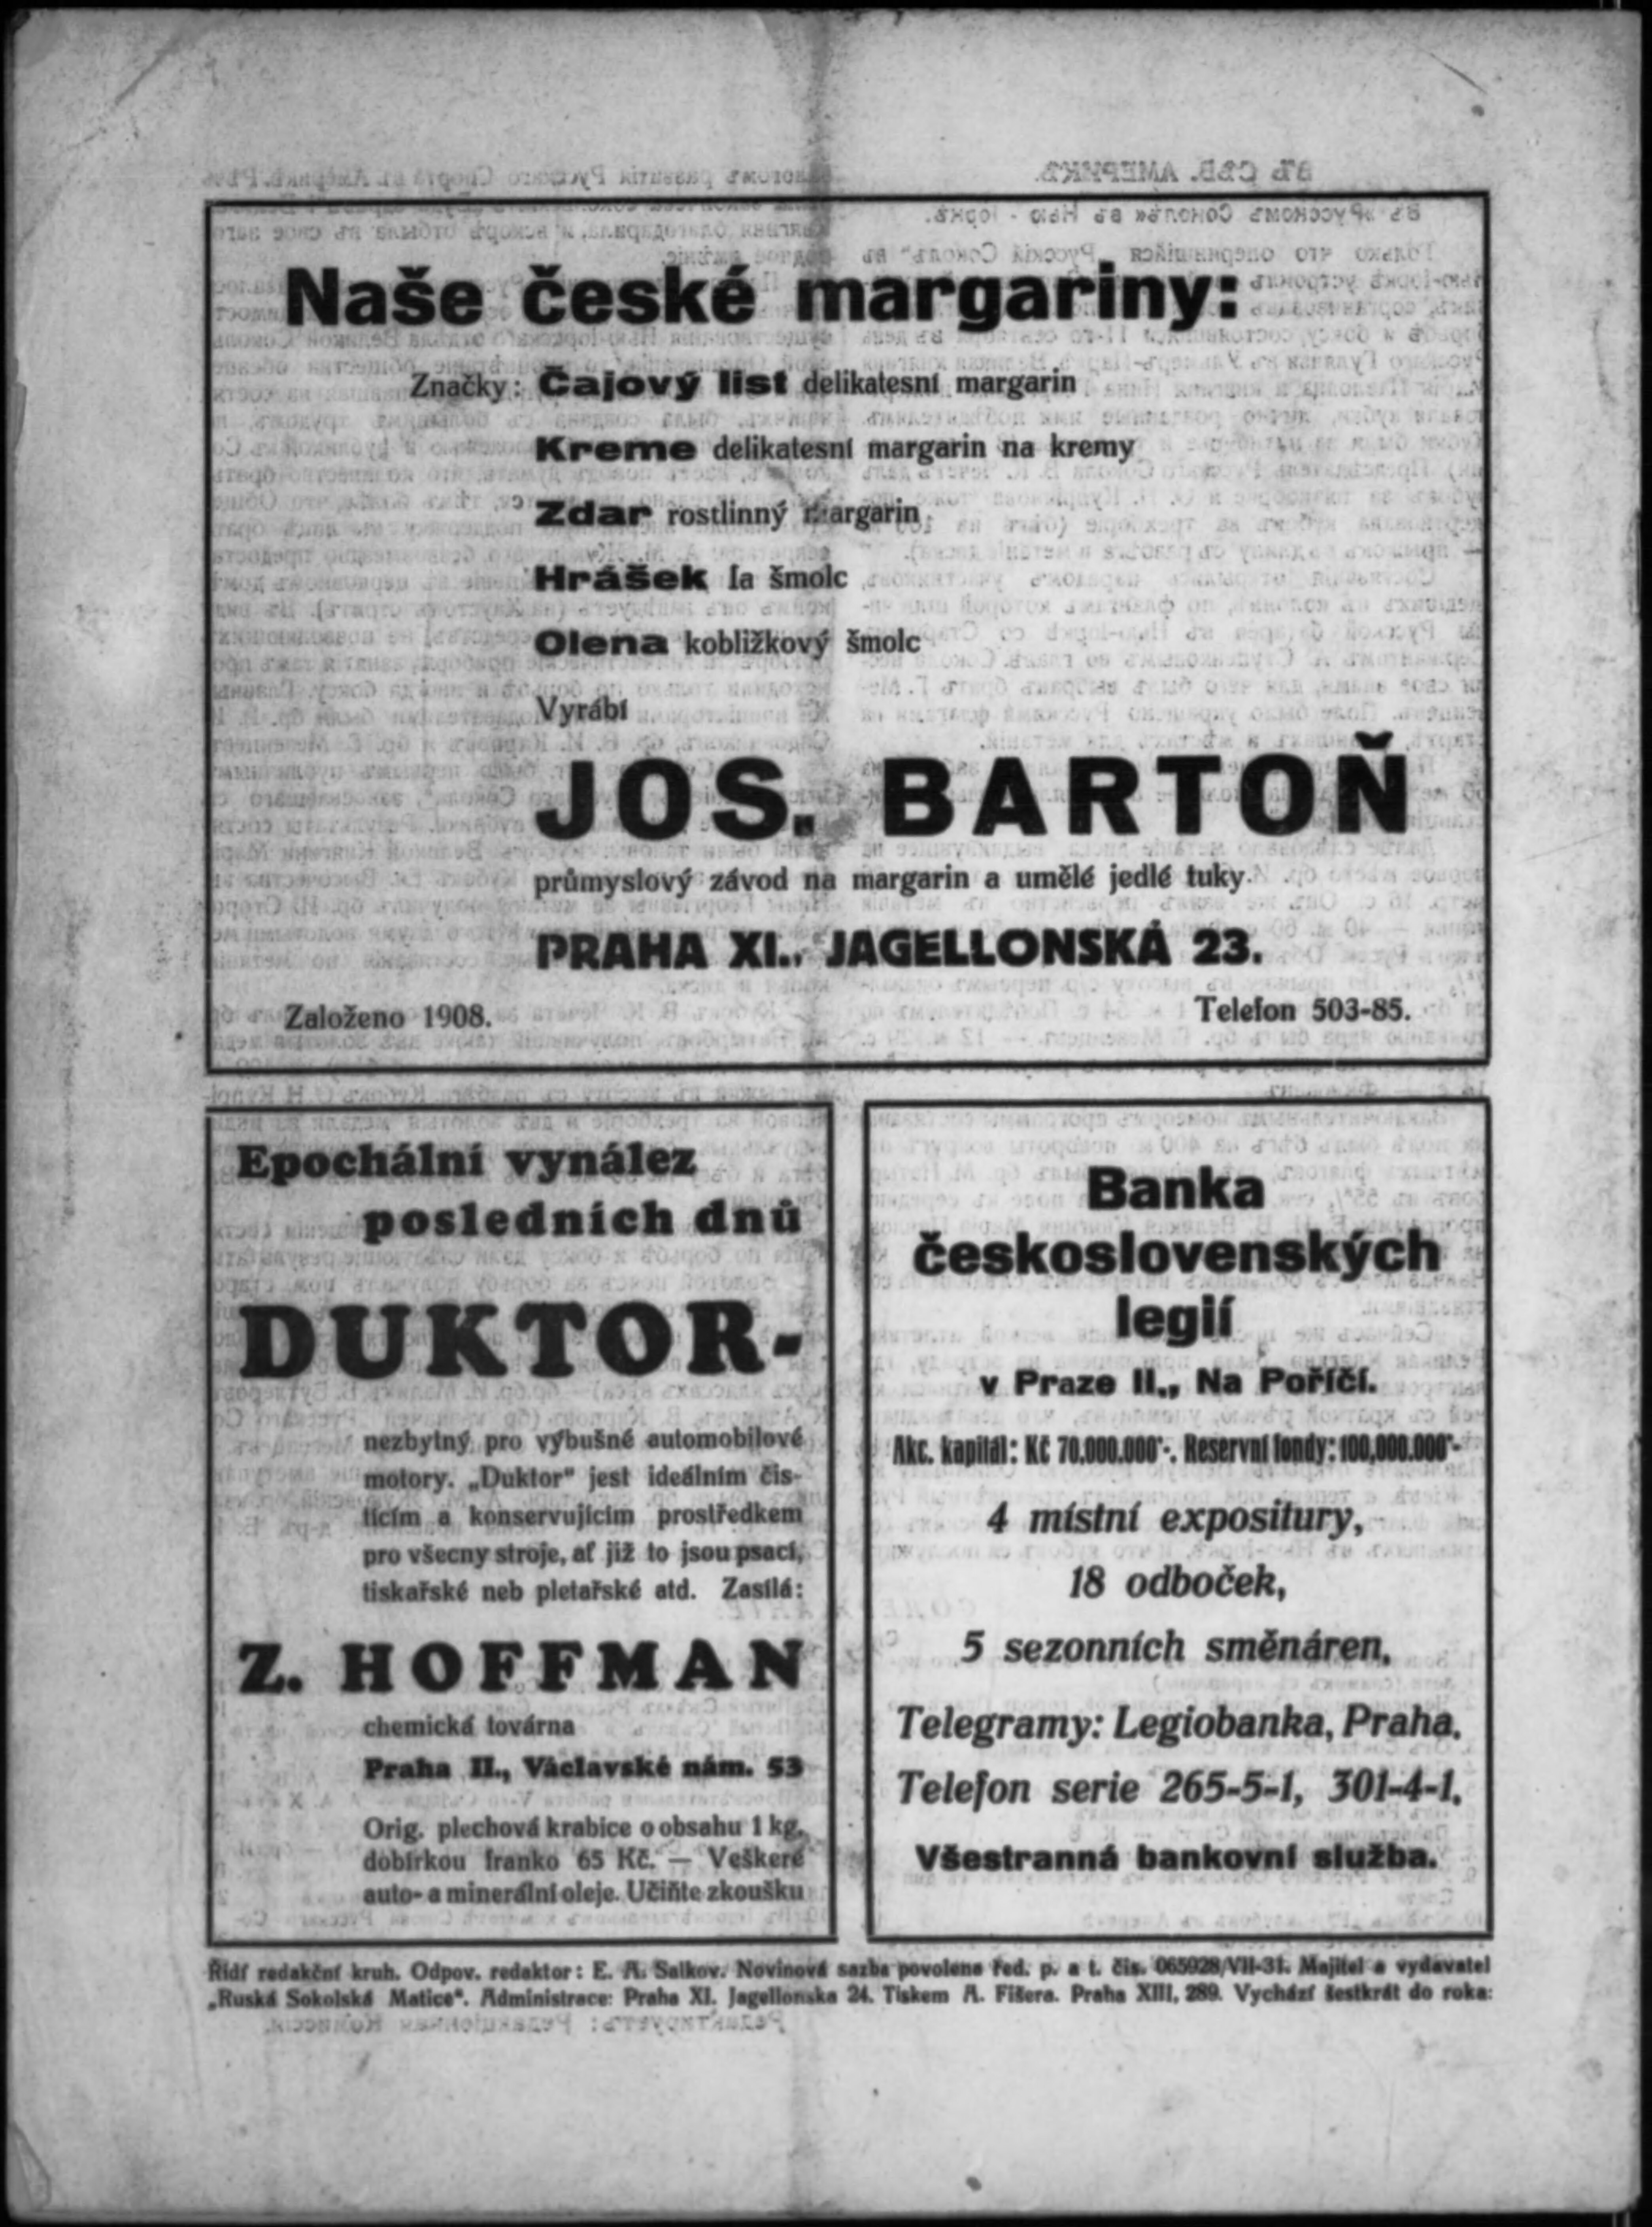 Naše české margariny:
Značky: Čajový list delikatesní margarin
Kreme delikatesní margarin na kremy
Zdar rostlinný margarin
Hrášek Ia šmolc
Olena kobližkový šmolc
Vyrábí
JOS. BARTOŇ
průmyslový závod na margarin a umělé jedlé tuky
PRAHA XI., JAGELLONSKÁ 23.
Založeno 1908.
Telefon 503-85.
Epochální vynález
posledních dnů
DUKTOR-
nezbytný pro výbušné automobilové
motory. „Duktor" jest ideálním čis-
tícím a konservujícím prostředkem
pro všecny stroje, ať již to jsou psací,
tiskařské neb pletařské atd. Zasílá:
Z. HOFFMAN
chemická továrna
Praha II., Václavské nám. 53
Orig. plechová krabice o obsahu 1 kg.
dobírkou franko 65 Kč. — Veškeré
auto- a minerální oleje. Učiňte zkoušku
Banka
československých
legií
v Praze II., Na Poříčí.
Akc. kapitál: Kč 70.000.000·-. Reservní fondy: 100,000.000·-
4 místní expositury,
18 odboček,
5 sezonních směnáren,
Telegramy: Legiobanka, Praha.
Telefon serie 265-5-1, 301-4-1.
Všestranná bankovní služba.
Řídí redakční kruh. Odpov. redaktor: E. A. Salkov. Novinová sazba povolena řed. p. a t. čis. 065928/VII-31. Majitel a vydavatel
„Ruská Sokolská Matice". Administrace: Praha XI. Jagellonska 24. Tiskem A. Fišera. Praha XIII, 289. Vychází šestkrát do roka: